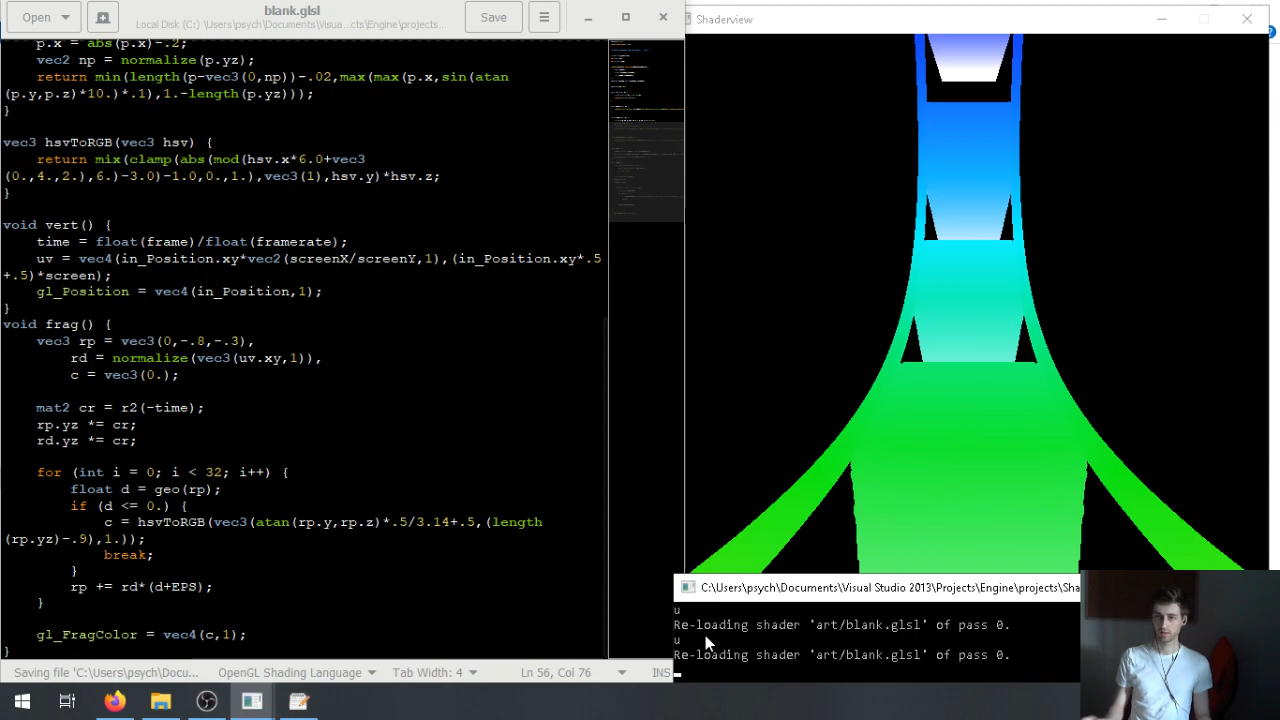 Open
blank.glsl
Local Disk (C:) \Users\psych\Documents\Visua...cts\Engine\projects...
Save
Shaderview
p.x = abs(p.x)-.2;
vec2 np = normalize(p.yz);
return min(length(p-vec3(0,np))-.02,max(max(p.x,sin(atan
(p.y,p.z)*10.)*.1),1.-length(p.yz)));
}
vec3 hsvToRGB(vec3 hsv) {
return mix(clamp(abs(mod(hsv.x*6.0+vec3
(0.,4.,2.),6.)-3.0)-1.0,0.,1.),vec3(1),hsv.y)*hsv.z;
}
void vert() {
time = float(frame)/float(framerate);
uv = vec4(in_Position.xy*vec2(screenX/screenY,1),(in_Position.xy*.5
+.5)*screen);
gl_Position = vec4(in_Position,1);
}
void frag() {
vec3 rp = vec3(0,-.8,-.3),
rd = normalize(vec3(uv.xy,1)),
c = vec3(0.);
mat2 cr = r2(-time);
rp.yz *= cr;
rd.yz *= cr;
for (int i = 0; i < 32; i++) {
float d = geo(rp);
if (d <= 0.) {
c = hsvToRGB(vec3(atan(rp.y,rp.z)*.5/3.14+.5,(length
(rp.yz)-.9),1.));
break;
}
rp += rd*(d+EPS);
}
gl_FragColor = vec4(c,1);
}
C:\Users\psych\Documents\Visual Studio 2013\Projects\Engine\projects\Sha
u
Re-loading shader 'art/blank.glsl' of pass 0.
u
Re-loading shader 'art/blank.glsl' of pass 0.
Saving file 'C:\Users\psych\Docu...
OpenGL Shading Language
Tab Width: 4
Ln 56, Col 76
INS